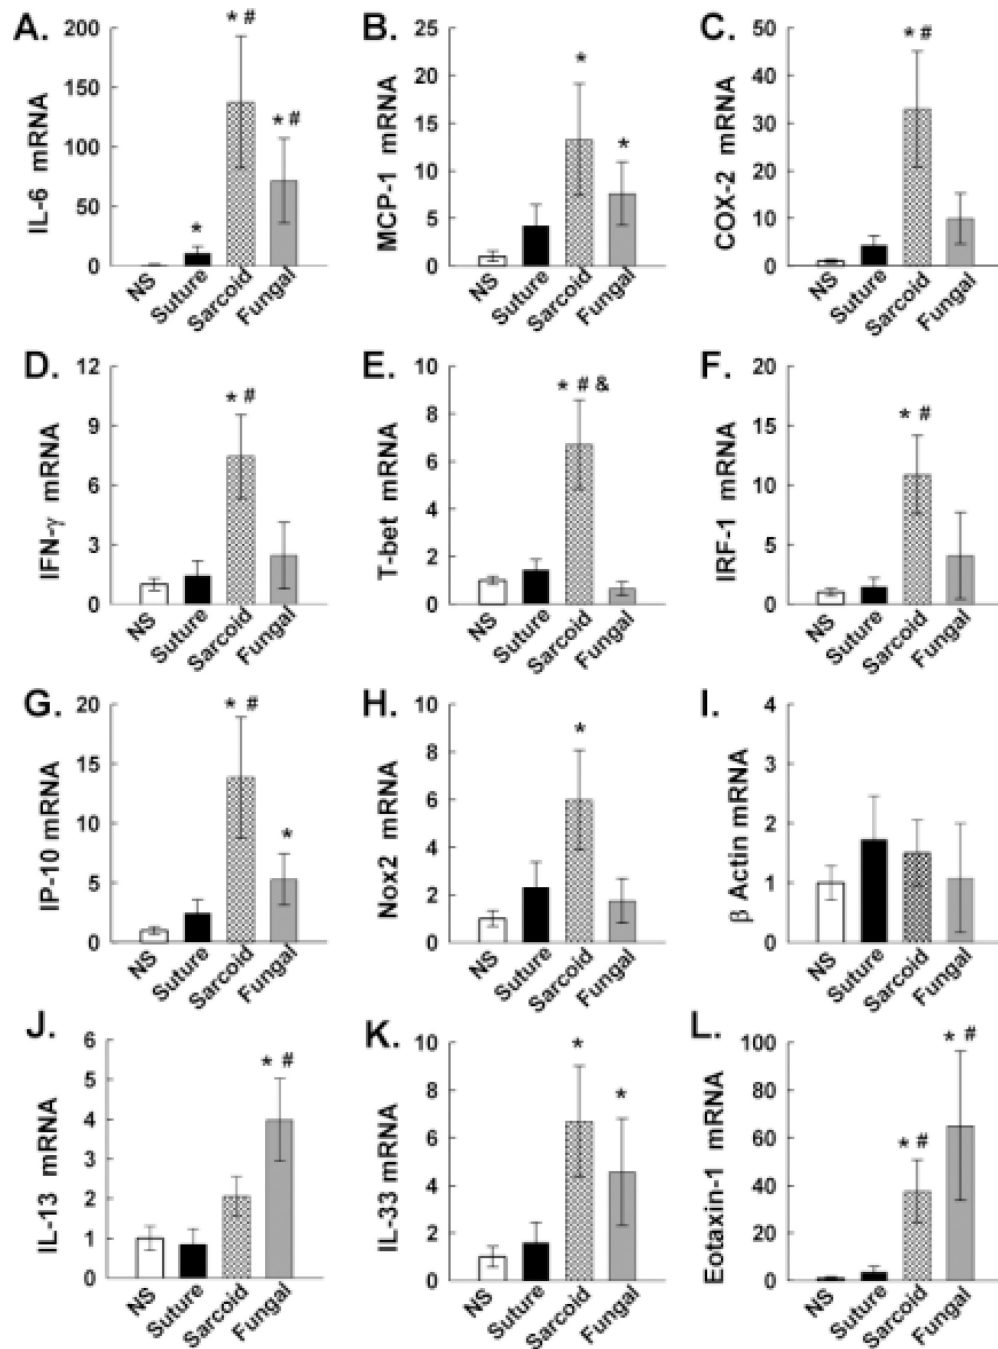 A.
IL-6 mRNA
200
150
100
50
0
*
* #
* #
NS
Suture
Sarcoid
Fungal
B.
MCP-1 mRNA
25
20
15
10
5
0
*
*
NS
Suture
Sarcoid
Fungal
C.
COX-2 mRNA
50
40
30
20
10
0
* #
NS
Suture
Sarcoid
Fungal
D.
IFN-γ mRNA
12
9
6
3
0
* #
NS
Suture
Sarcoid
Fungal
E.
T-bet mRNA
10
8
6
4
2
0
* # &
NS
Suture
Sarcoid
Fungal
F.
IRF-1 mRNA
20
15
10
5
0
* #
NS
Suture
Sarcoid
Fungal
G.
IP-10 mRNA
20
15
10
5
0
* #
*
NS
Suture
Sarcoid
Fungal
H.
Nox2 mRNA
10
8
6
4
2
0
*
NS
Suture
Sarcoid
Fungal
I.
β Actin mRNA
4
3
2
1
0
NS
Suture
Sarcoid
Fungal
J.
IL-13 mRNA
6
5
4
3
2
1
0
* #
NS
Suture
Sarcoid
Fungal
K.
IL-33 mRNA
10
8
6
4
2
0
*
*
NS
Suture
Sarcoid
Fungal
L.
Eotaxin-1 mRNA
100
80
60
40
20
0
* #
* #
NS
Suture
Sarcoid
Fungal